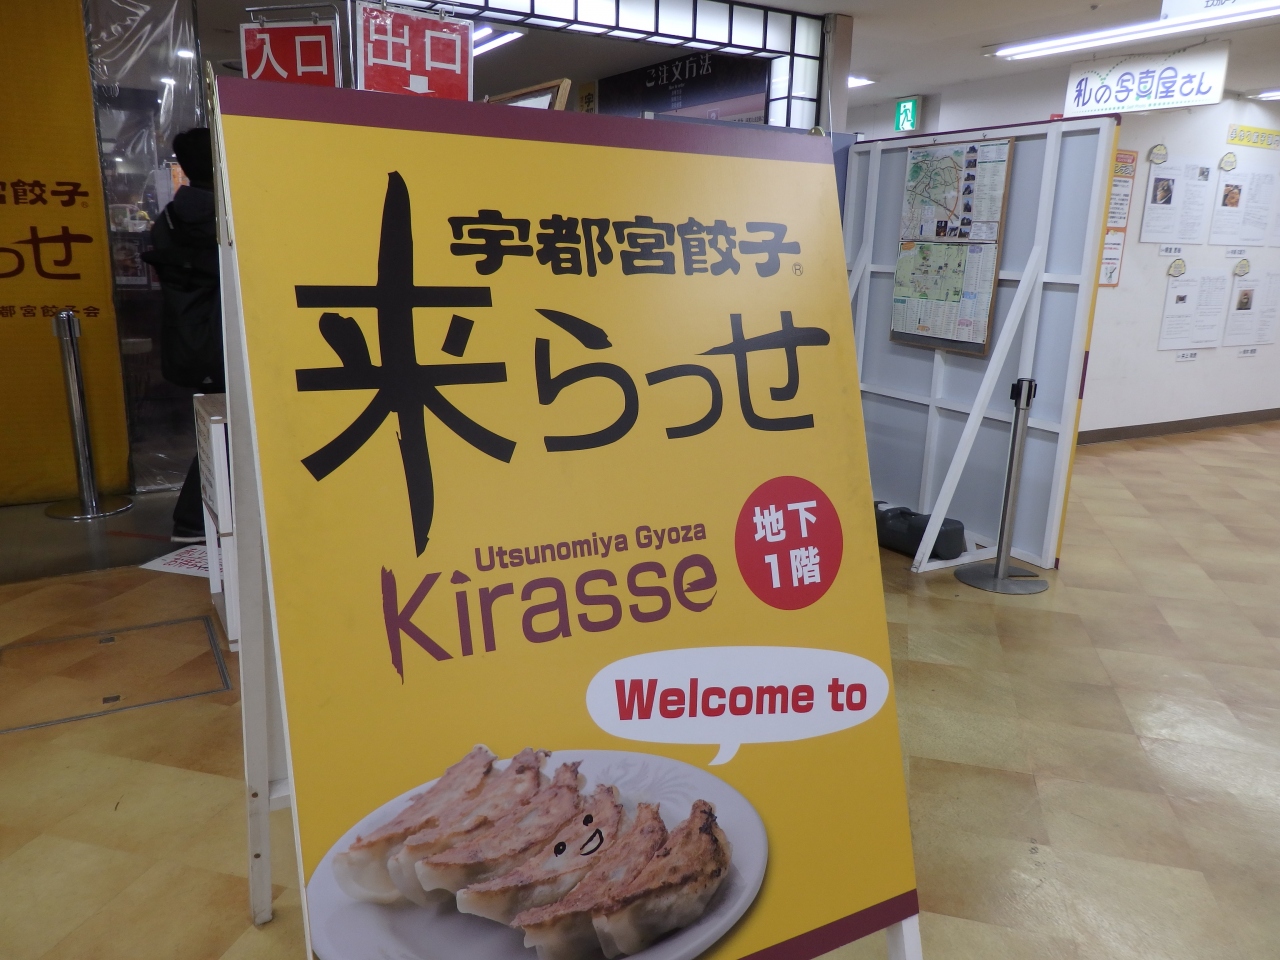 入口
出口
ご注文方法
私の写真屋さん
宮餃子
らっせ
都宮餃子会
宇都宮餃子®
来らっせ
Utsunomiya Gyoza
Kirasse
地下
1階
Welcome to